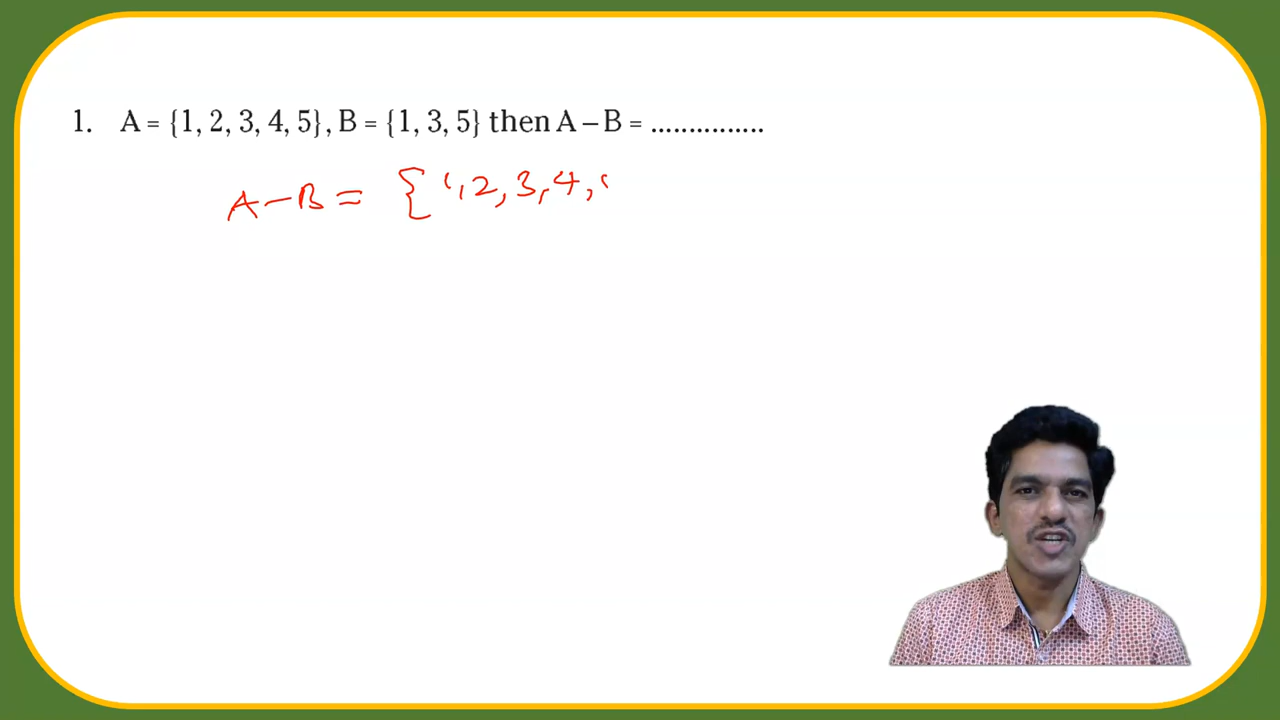 1. A = {1, 2, 3, 4, 5}, B = {1, 3, 5} then A – B = ...............
A – B = { 1, 2, 3, 4,